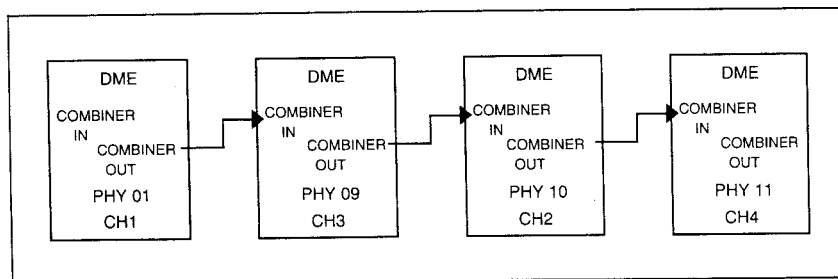 DME
COMBINER
IN
COMBINER
OUT
PHY 01
CH1
DME
COMBINER
IN
COMBINER
OUT
PHY 09
CH3
DME
COMBINER
IN
COMBINER
OUT
PHY 10
CH2
DME
COMBINER
IN
COMBINER
OUT
PHY 11
CH4